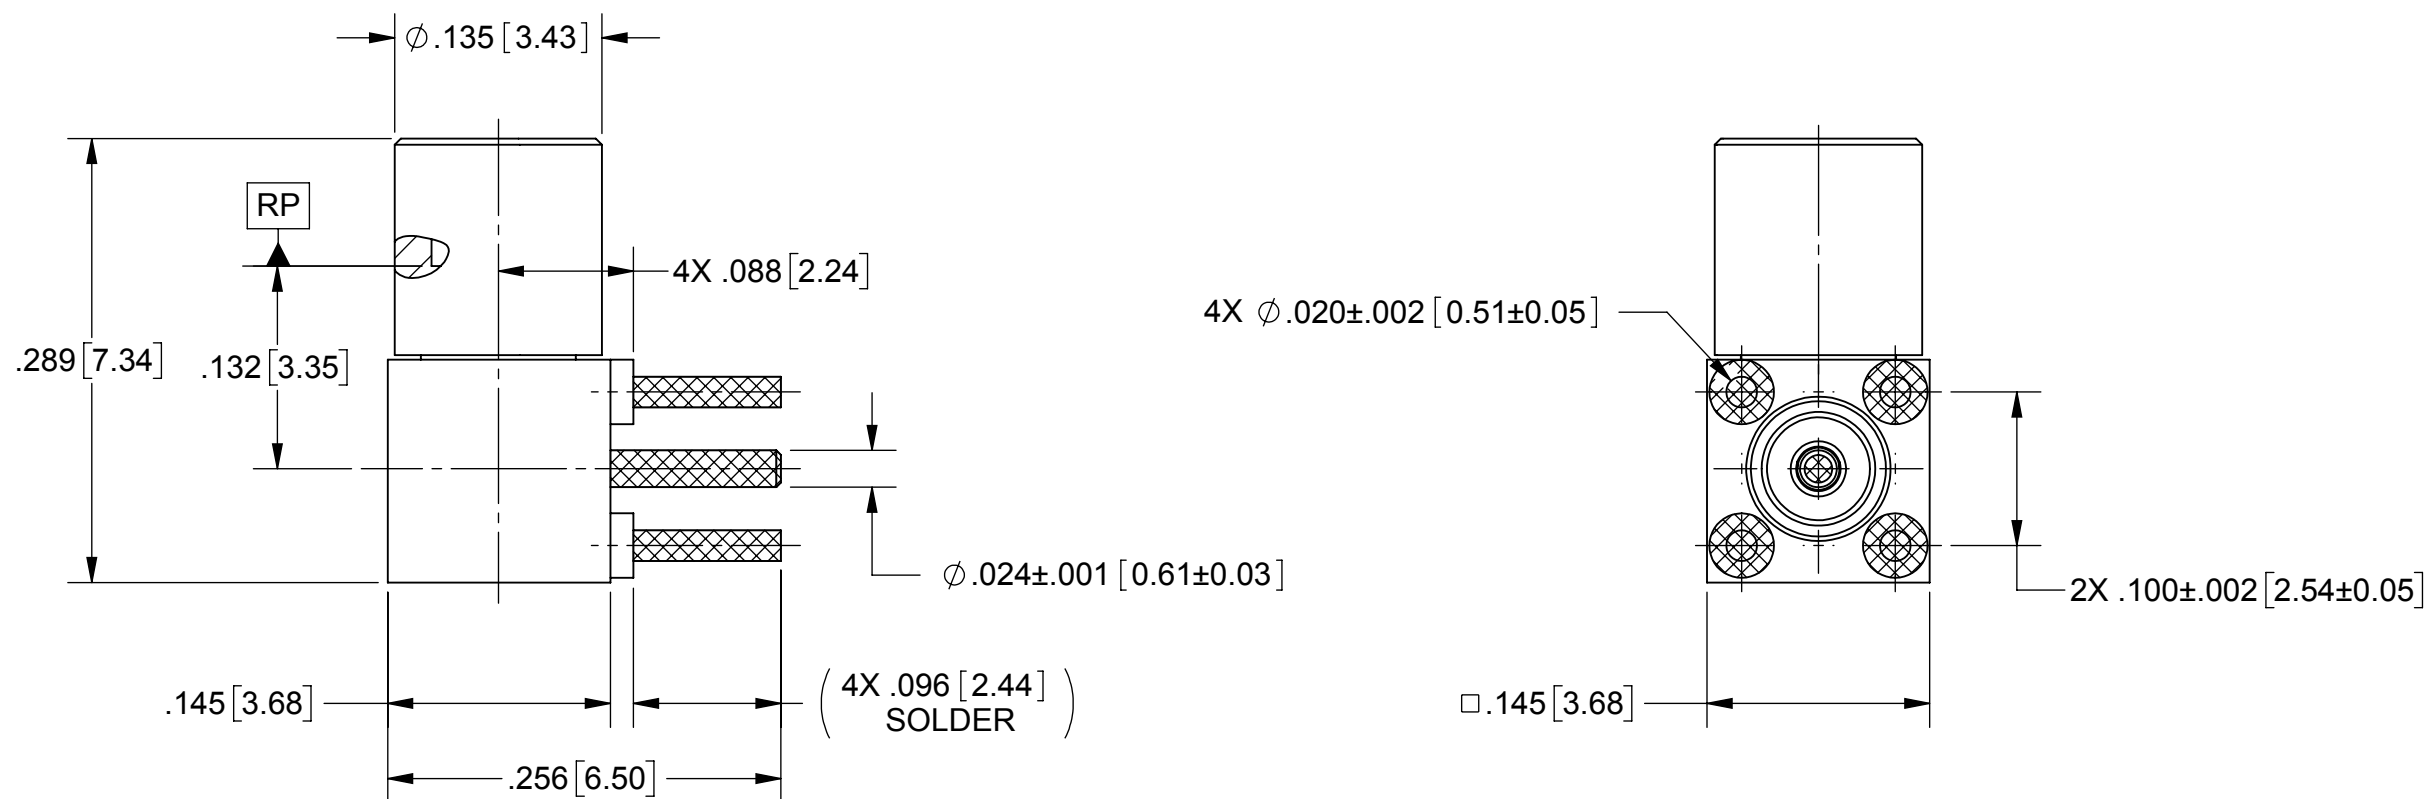 ⌀.135[3.43]
RP
4X .088[2.24]
.289[7.34]
.132[3.35]
⌀.024±.001[0.61±0.03]
.145[3.68]
(4X .096[2.44]
SOLDER)
.256[6.50]
4X ⌀.020±.002[0.51±0.05]
2X .100±.002[2.54±0.05]
□.145[3.68]